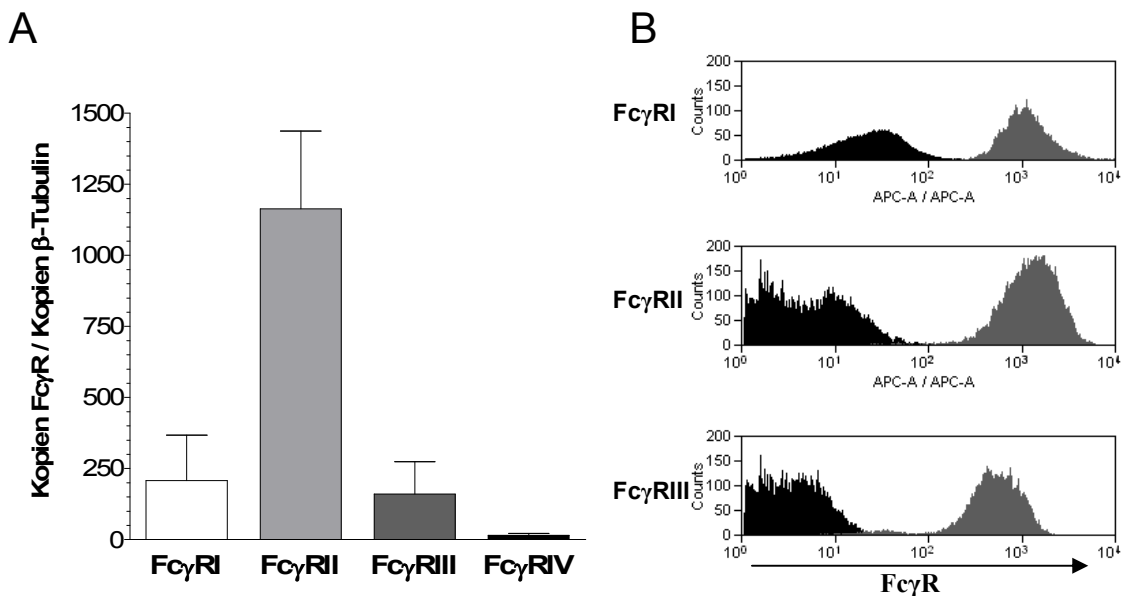 A
Kopien FcγR / Kopien β-Tubulin
1500
1250
1000
750
500
250
0
FcγRI FcγRII FcγRIII FcγRIV
B
FcγRI
Counts
200
150
100
50
0
10⁰ 10¹ 10² 10³ 10⁴
APC-A / APC-A
FcγRII
Counts
200
150
100
50
0
10⁰ 10¹ 10² 10³ 10⁴
APC-A / APC-A
FcγRIII
Counts
200
150
100
50
0
10⁰ 10¹ 10² 10³ 10⁴
FcγR